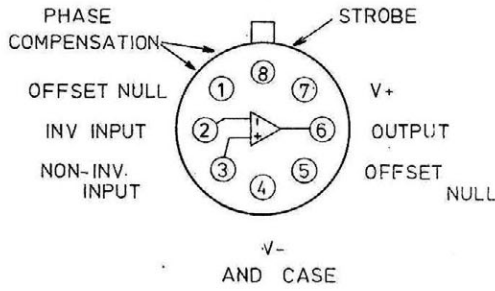 PHASE
COMPENSATION
STROBE
OFFSET NULL
1
8
7
V+
INV INPUT
2
6
OUTPUT
NON-INV.
INPUT
3
4
5
OFFSET
NULL
V-
AND CASE